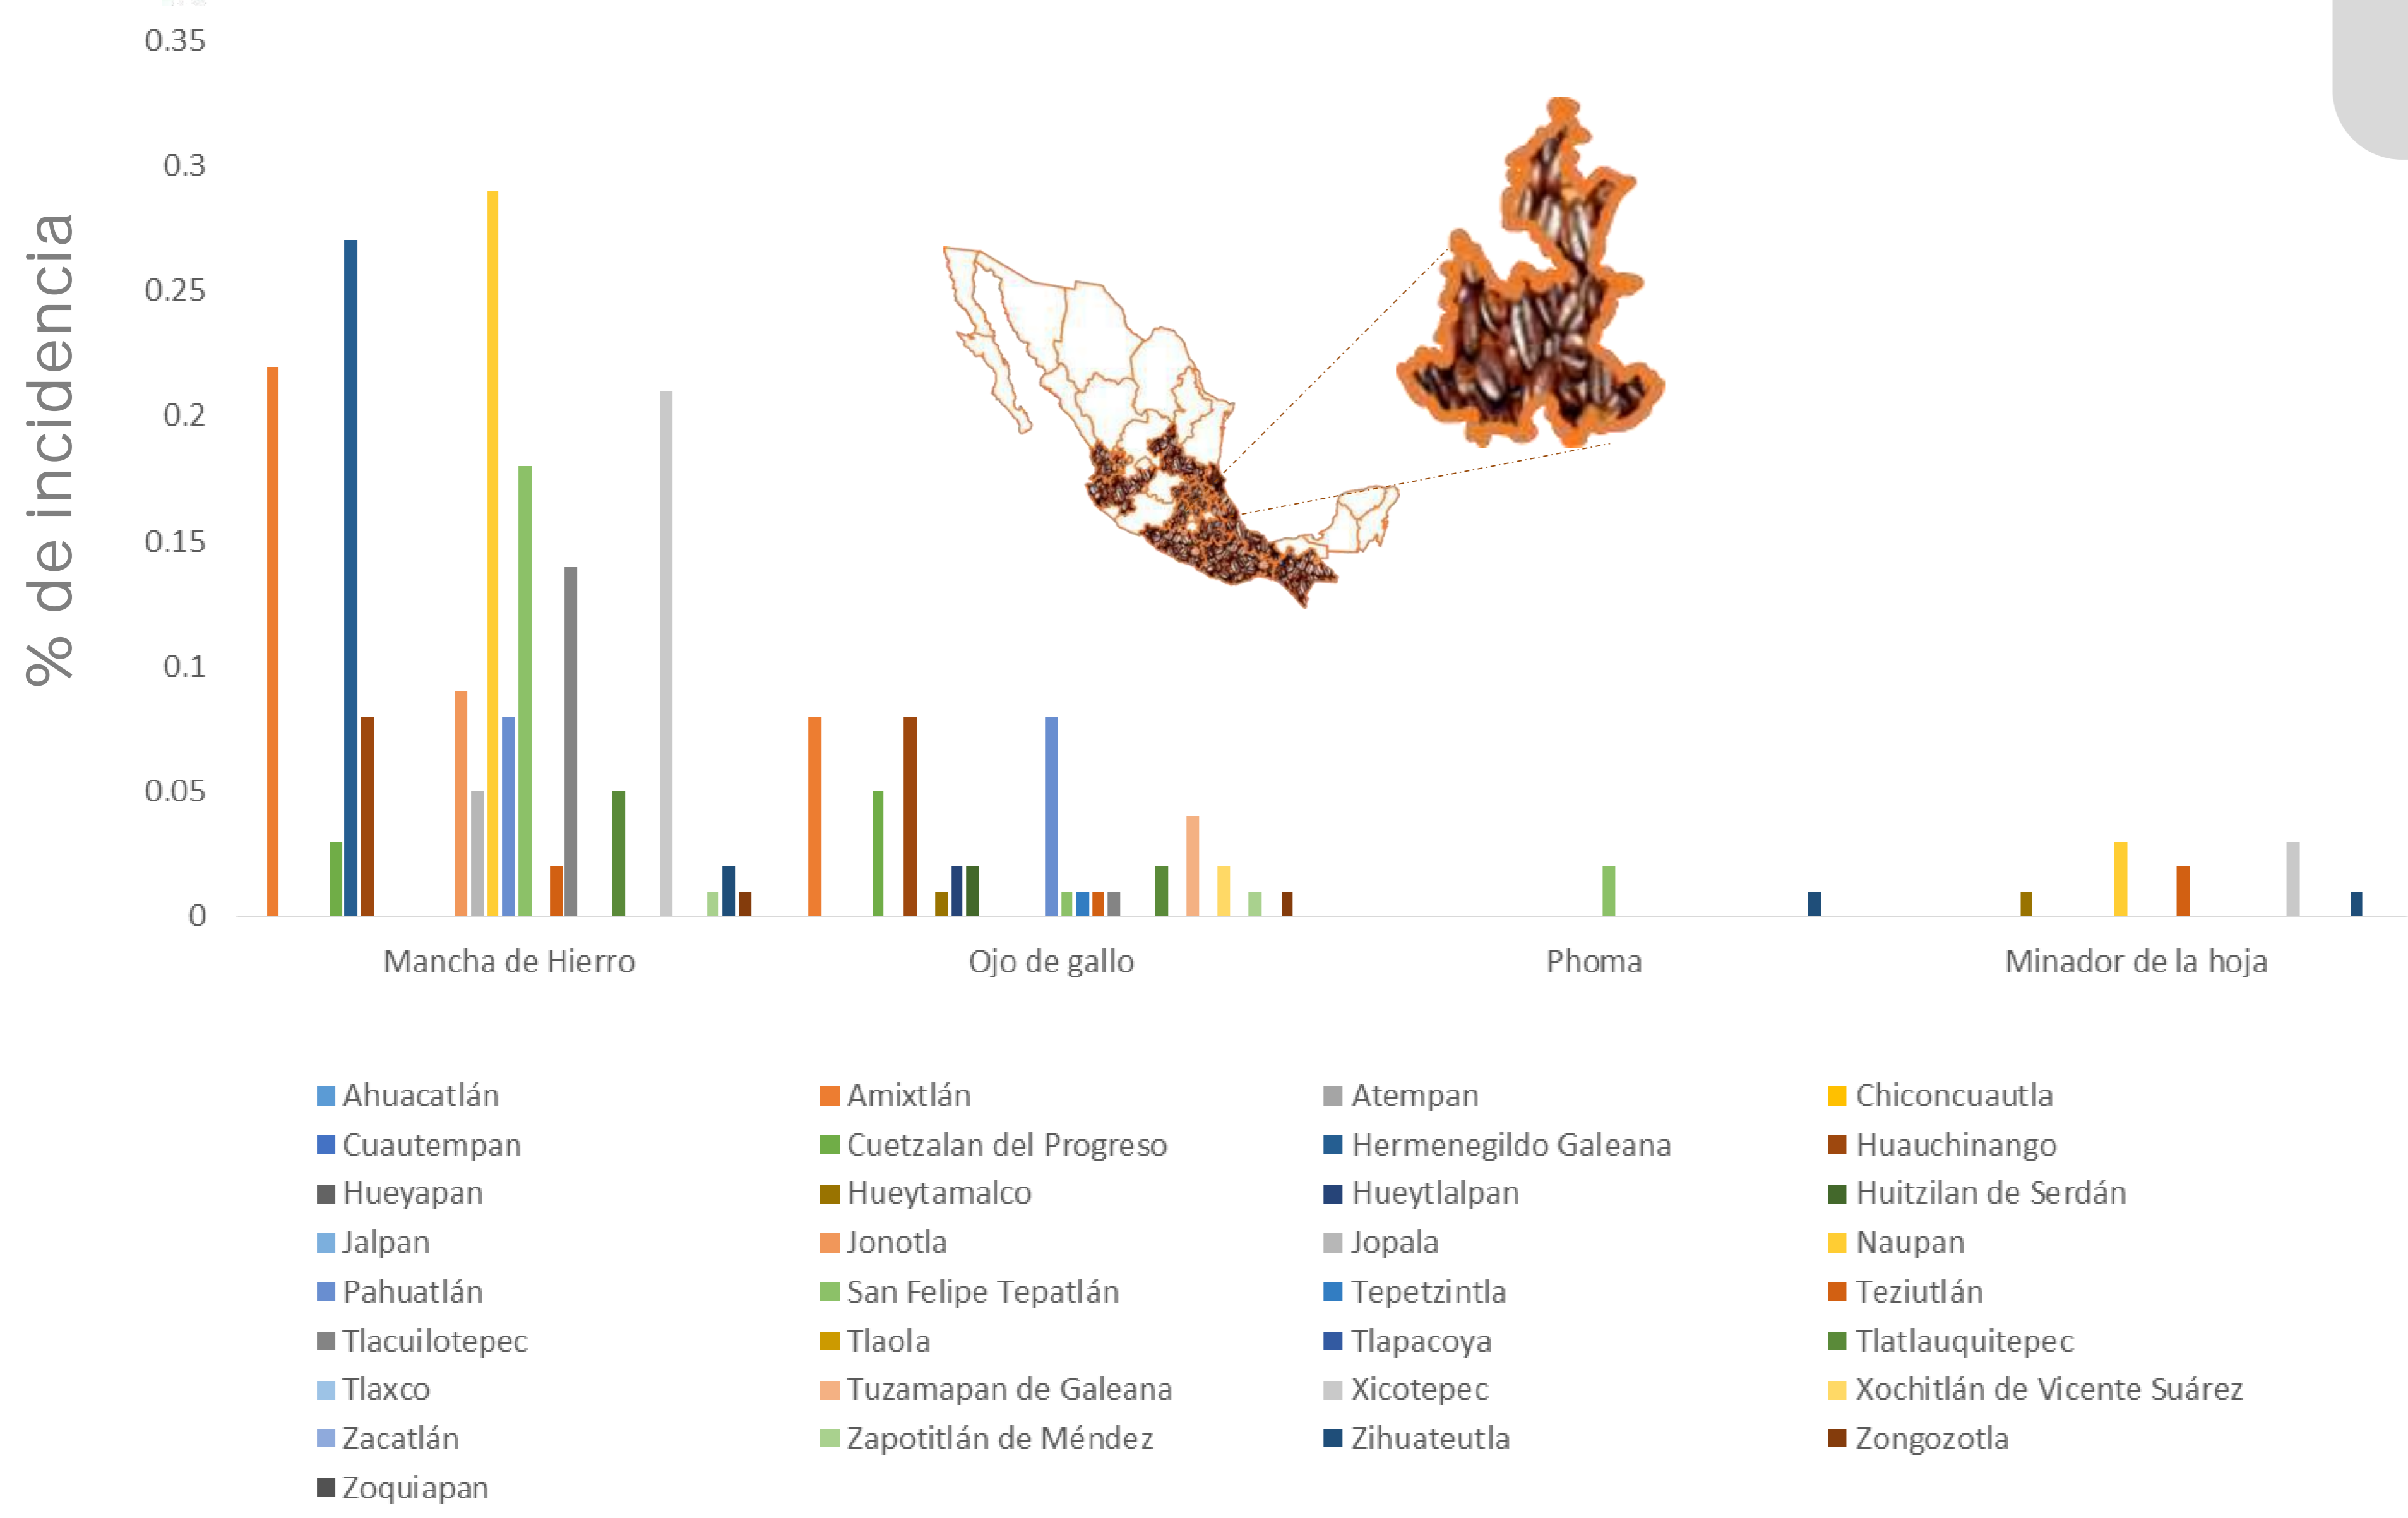 0.35
0.3
0.25
0.2
0.15
0.1
0.05
0
% de incidencia
Mancha de Hierro Ojo de gallo Phoma Minador de la hoja
Ahuacatlán Amixtlán Atempan Chiconcuautla
Cuautempan Cuetzalan del Progreso Hermenegildo Galeana Huauchinango
Hueyapan Hueytamalco Hueytlalpan Huitzilan de Serdán
Jalpan Jonotla Jopala Naupan
Pahuatlán San Felipe Tepatlán Tepetzintla Teziutlán
Tlacuilotepec Tlaola Tlapacoya Tlatlauquitepec
Tlaxco Tuzamapan de Galeana Xicotepec Xochitlán de Vicente Suárez
Zacatlán Zapotitlán de Méndez Zihuateutla Zongozotla
Zoquiapan